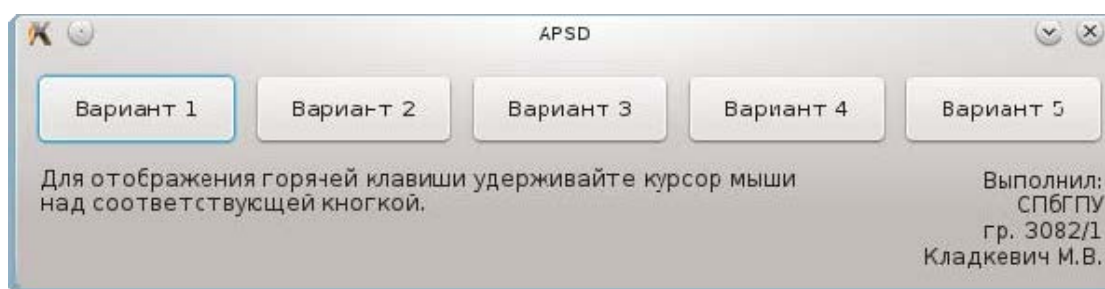 APSD
Вариант 1
Вариант 2
Вариант 3
Вариант 4
Вариант 5
Для отображения горячей клавиши удерживайте курсор мыши
над соответствующей кногкой.
Выполнил:
СПбГПУ
гр. 3082/1
Кладкевич М.В.